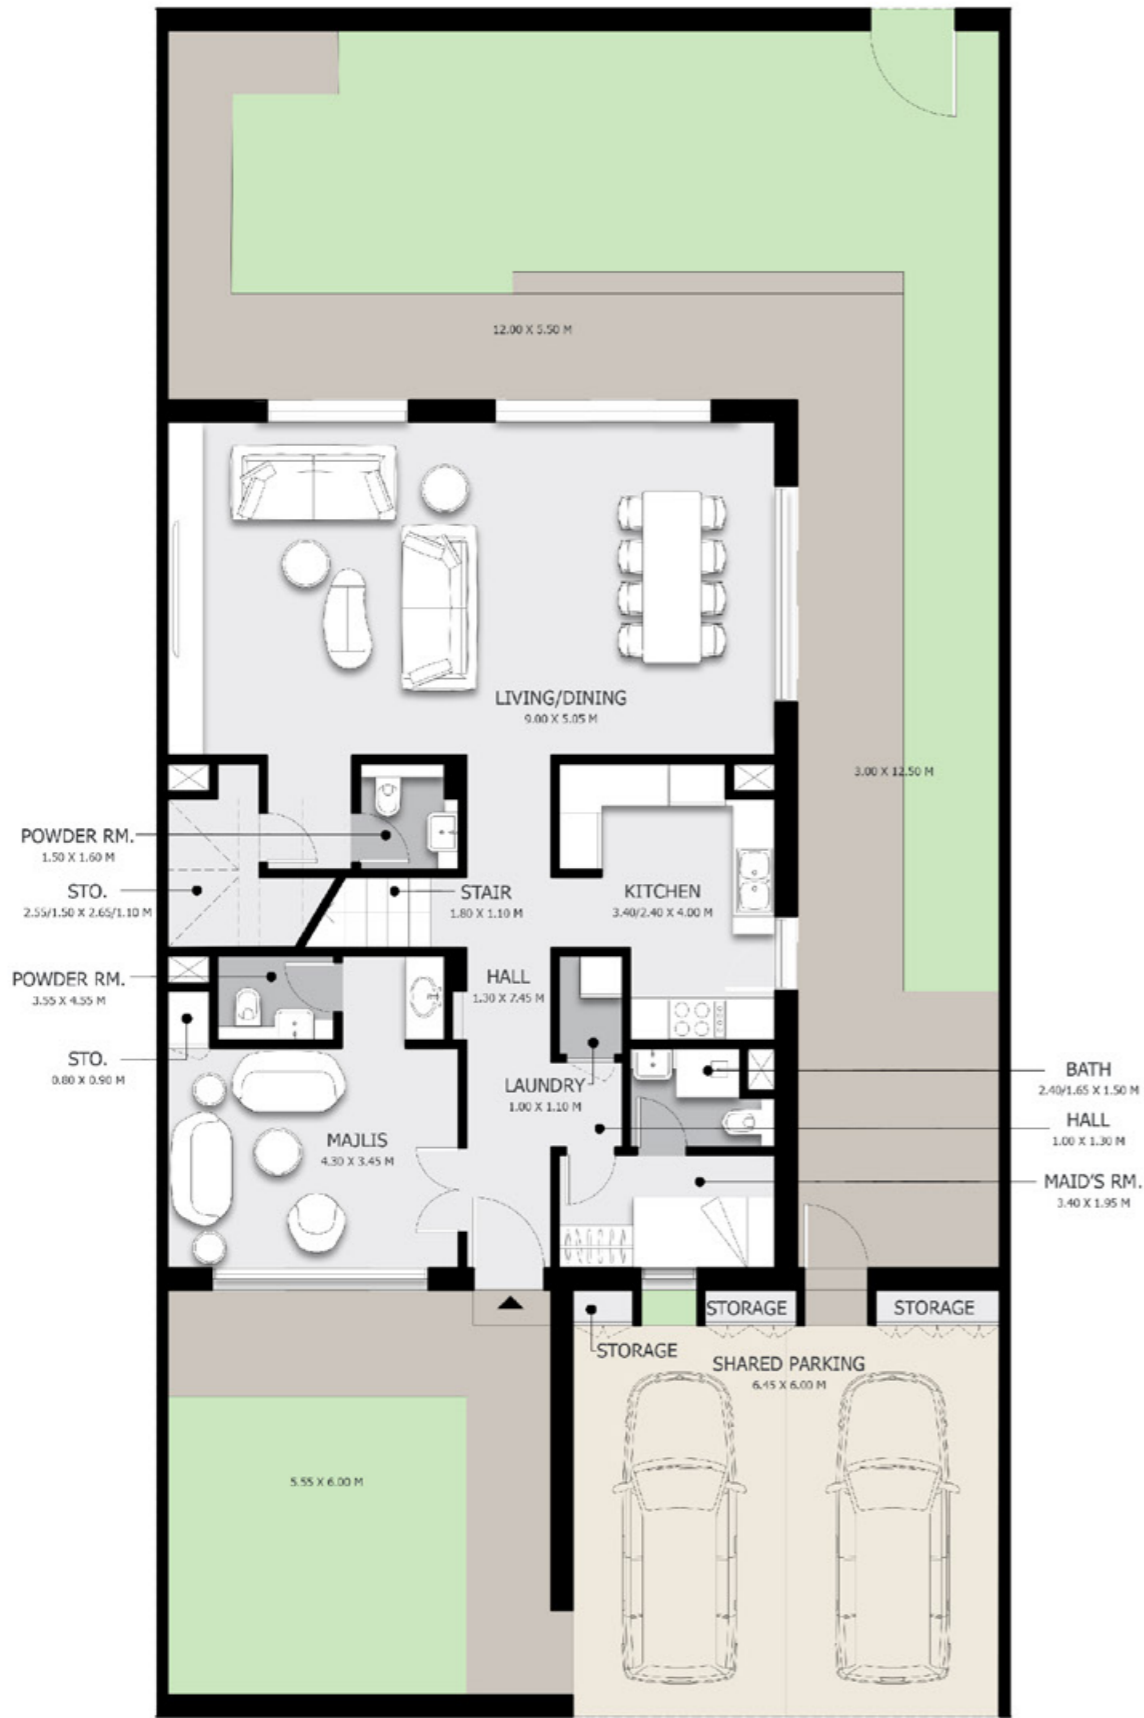 12.00 X 5.50 M
LIVING/DINING
9.00 X 5.05 M
3.00 X 12.50 M
POWDER RM.
1.50 X 1.60 M
STO.
2.55/1.50 X 2.65/1.10 M
STAIR
1.80 X 1.10 M
KITCHEN
3.40/2.40 X 4.00 M
POWDER RM.
3.55 X 4.55 M
HALL
1.30 X 7.45 M
STO.
0.80 X 0.90 M
LAUNDRY
1.00 X 1.10 M
BATH
2.40/1.65 X 1.50 M
MAJLIS
4.30 X 3.45 M
HALL
1.00 X 1.30 M
MAID'S RM.
3.40 X 1.95 M
STORAGE
STORAGE
STORAGE
SHARED PARKING
6.45 X 6.00 M
5.55 X 6.00 M